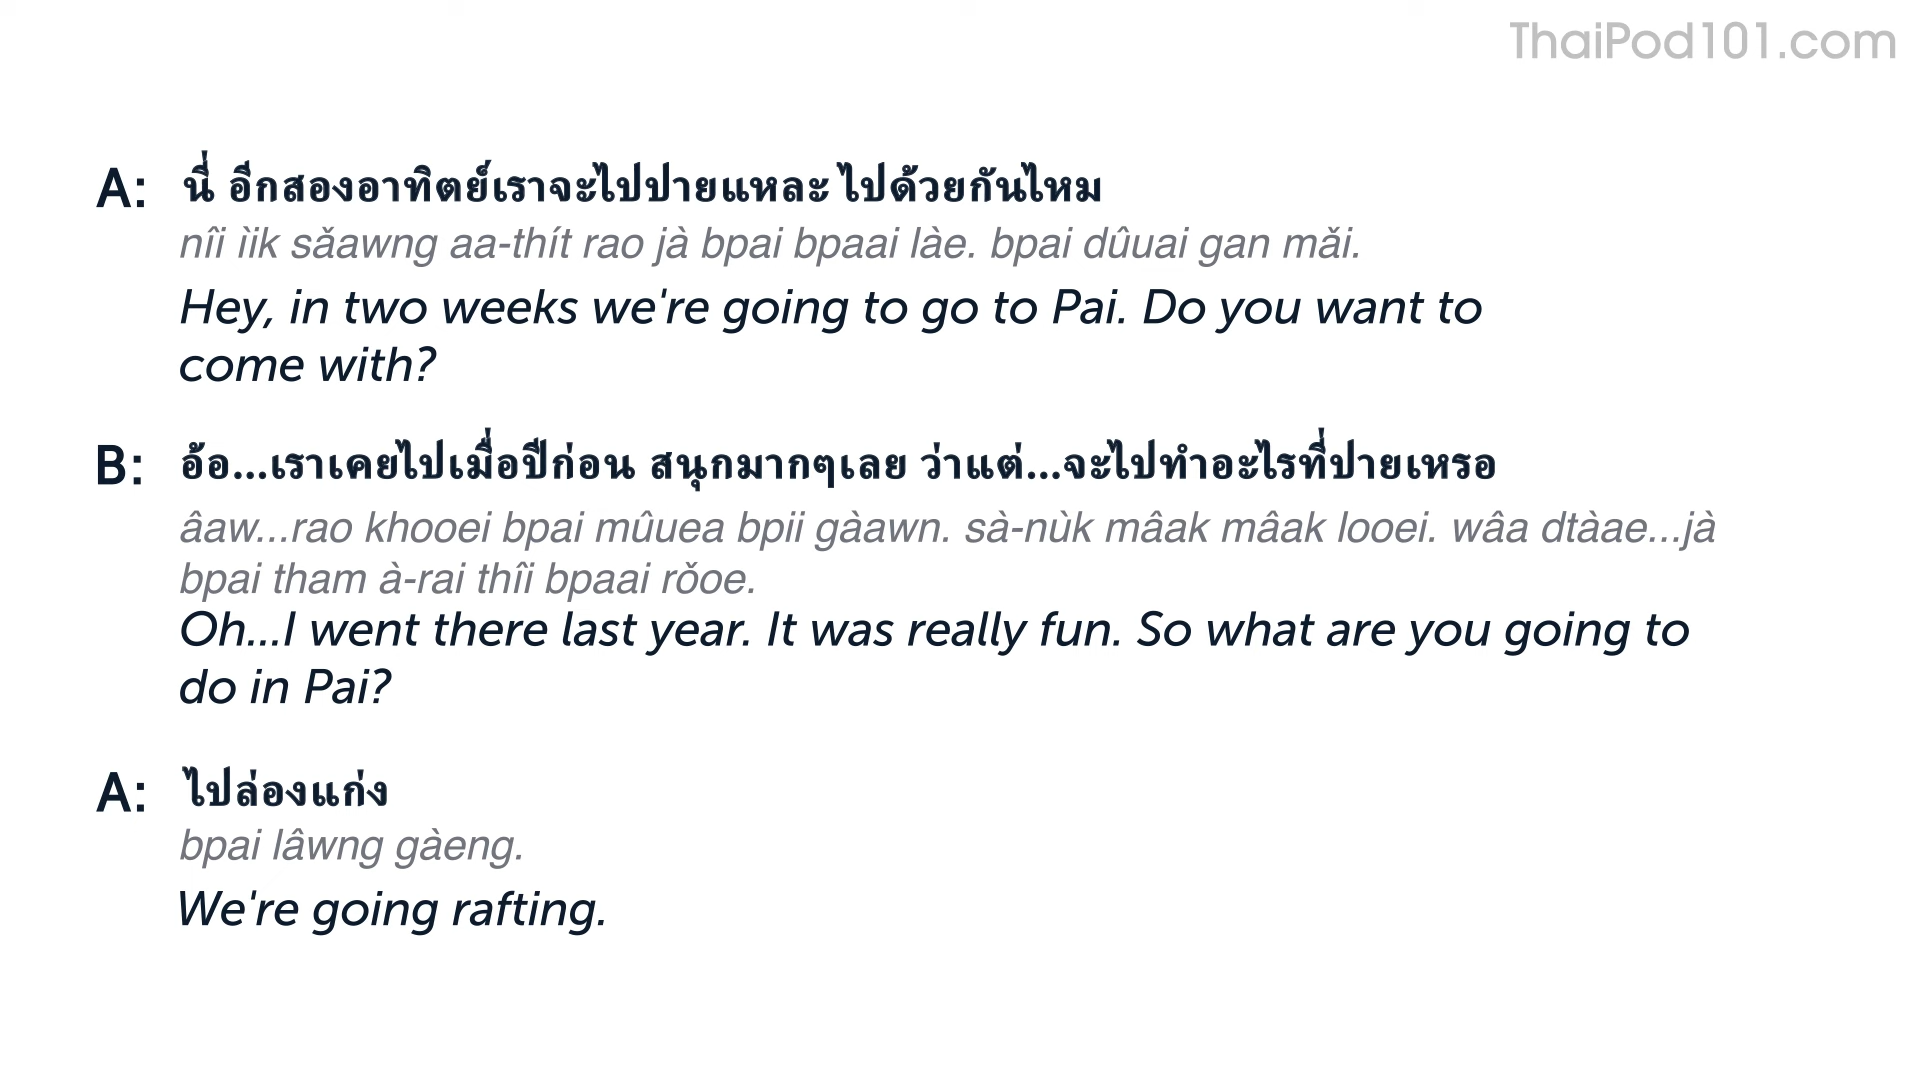 ThaiPod101.com
A: นี่ อีกสองอาทิตย์เราจะไปปายแหละ ไปด้วยกันไหม
nîi ìik sǎawng aa-thít rao jà bpai bpaai làe. bpai dûuai gan mǎi.
Hey, in two weeks we're going to go to Pai. Do you want to
come with?
B: อ้อ...เราเคยไปเมื่อปีก่อน สนุกมากๆเลย ว่าแต่...จะไปทำอะไรที่ปายเหรอ
âaw...rao khooei bpai mûuea bpii gàawn. sà-nùk mâak mâak looei. wâa dtàae...jà
bpai tham à-rai thîi bpaai rǒoe.
Oh...I went there last year. It was really fun. So what are you going to
do in Pai?
A: ไปล่องแก่ง
bpai lâwng gàeng.
We're going rafting.